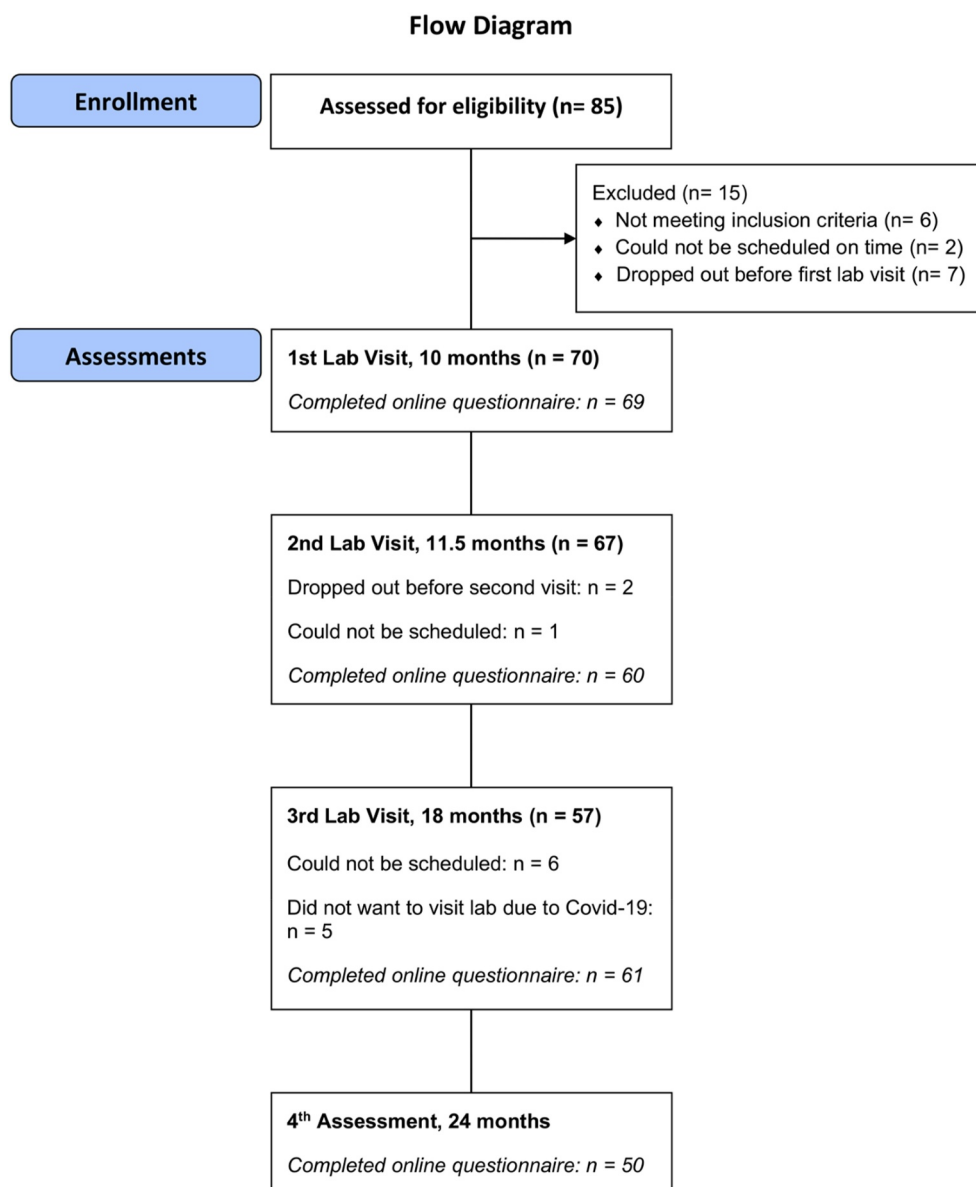 Flow Diagram
Enrollment
Assessed for eligibility (n= 85)
Excluded (n= 15)
♦ Not meeting inclusion criteria (n= 6)
♦ Could not be scheduled on time (n= 2)
♦ Dropped out before first lab visit (n= 7)
Assessments
1st Lab Visit, 10 months (n = 70)
Completed online questionnaire: n = 69
2nd Lab Visit, 11.5 months (n = 67)
Dropped out before second visit: n = 2
Could not be scheduled: n = 1
Completed online questionnaire: n = 60
3rd Lab Visit, 18 months (n = 57)
Could not be scheduled: n = 6
Did not want to visit lab due to Covid-19:
n = 5
Completed online questionnaire: n = 61
4th Assessment, 24 months
Completed online questionnaire: n = 50